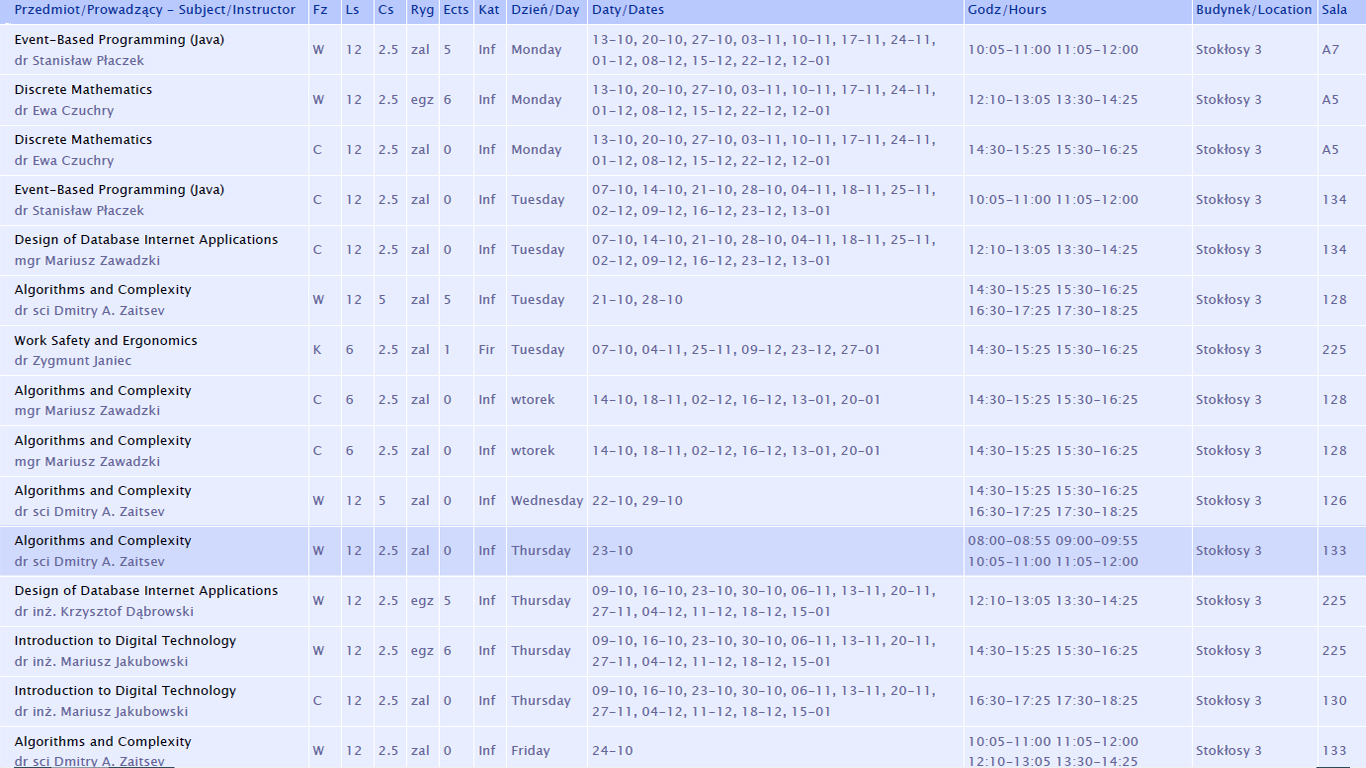 Przedmiot/Prowadzący - Subject/Instructor Fz Ls Cs Ryg Ects Kat Dzień/Day Daty/Dates Godz/Hours Budynek/Location Sala
Event-Based Programming (Java)
dr Stanisław Płaczek
W 12 2.5 zal 5 Inf Monday
13-10, 20-10, 27-10, 03-11, 10-11, 17-11, 24-11,
01-12, 08-12, 15-12, 22-12, 12-01
10:05-11:00 11:05-12:00 Stokłosy 3 A7
Discrete Mathematics
dr Ewa Czuchry
W 12 2.5 egz 6 Inf Monday
13-10, 20-10, 27-10, 03-11, 10-11, 17-11, 24-11,
01-12, 08-12, 15-12, 22-12, 12-01
12:10-13:05 13:30-14:25 Stokłosy 3 A5
Discrete Mathematics
dr Ewa Czuchry
C 12 2.5 zal 0 Inf Monday
13-10, 20-10, 27-10, 03-11, 10-11, 17-11, 24-11,
01-12, 08-12, 15-12, 22-12, 12-01
14:30-15:25 15:30-16:25 Stokłosy 3 A5
Event-Based Programming (Java)
dr Stanisław Płaczek
C 12 2.5 zal 0 Inf Tuesday
07-10, 14-10, 21-10, 28-10, 04-11, 18-11, 25-11,
02-12, 09-12, 16-12, 23-12, 13-01
10:05-11:00 11:05-12:00 Stokłosy 3 134
Design of Database Internet Applications
mgr Mariusz Zawadzki
C 12 2.5 zal 0 Inf Tuesday
07-10, 14-10, 21-10, 28-10, 04-11, 18-11, 25-11,
02-12, 09-12, 16-12, 23-12, 13-01
12:10-13:05 13:30-14:25 Stokłosy 3 134
Algorithms and Complexity
dr sci Dmitry A. Zaitsev
W 12 5 zal 5 Inf Tuesday 21-10, 28-10
14:30-15:25 15:30-16:25
16:30-17:25 17:30-18:25
Stokłosy 3 128
Work Safety and Ergonomics
dr Zygmunt Janiec
K 6 2.5 zal 1 Fir Tuesday 07-10, 04-11, 25-11, 09-12, 23-12, 27-01 14:30-15:25 15:30-16:25 Stokłosy 3 225
Algorithms and Complexity
mgr Mariusz Zawadzki
C 6 2.5 zal 0 Inf wtorek 14-10, 18-11, 02-12, 16-12, 13-01, 20-01 14:30-15:25 15:30-16:25 Stokłosy 3 128
Algorithms and Complexity
mgr Mariusz Zawadzki
C 6 2.5 zal 0 Inf wtorek 14-10, 18-11, 02-12, 16-12, 13-01, 20-01 14:30-15:25 15:30-16:25 Stokłosy 3 128
Algorithms and Complexity
dr sci Dmitry A. Zaitsev
W 12 5 zal 0 Inf Wednesday 22-10, 29-10
14:30-15:25 15:30-16:25
16:30-17:25 17:30-18:25
Stokłosy 3 126
Algorithms and Complexity
dr sci Dmitry A. Zaitsev
W 12 2.5 zal 0 Inf Thursday 23-10
08:00-08:55 09:00-09:55
10:05-11:00 11:05-12:00
Stokłosy 3 133
Design of Database Internet Applications
dr inż. Krzysztof Dąbrowski
W 12 2.5 egz 5 Inf Thursday
09-10, 16-10, 23-10, 30-10, 06-11, 13-11, 20-11,
27-11, 04-12, 11-12, 18-12, 15-01
12:10-13:05 13:30-14:25 Stokłosy 3 225
Introduction to Digital Technology
dr inż. Mariusz Jakubowski
W 12 2.5 egz 6 Inf Thursday
09-10, 16-10, 23-10, 30-10, 06-11, 13-11, 20-11,
27-11, 04-12, 11-12, 18-12, 15-01
14:30-15:25 15:30-16:25 Stokłosy 3 225
Introduction to Digital Technology
dr inż. Mariusz Jakubowski
C 12 2.5 zal 0 Inf Thursday
09-10, 16-10, 23-10, 30-10, 06-11, 13-11, 20-11,
27-11, 04-12, 11-12, 18-12, 15-01
16:30-17:25 17:30-18:25 Stokłosy 3 130
Algorithms and Complexity
dr sci Dmitry A. Zaitsev
W 12 2.5 zal 0 Inf Friday 24-10
10:05-11:00 11:05-12:00
12:10-13:05 13:30-14:25
Stokłosy 3 133